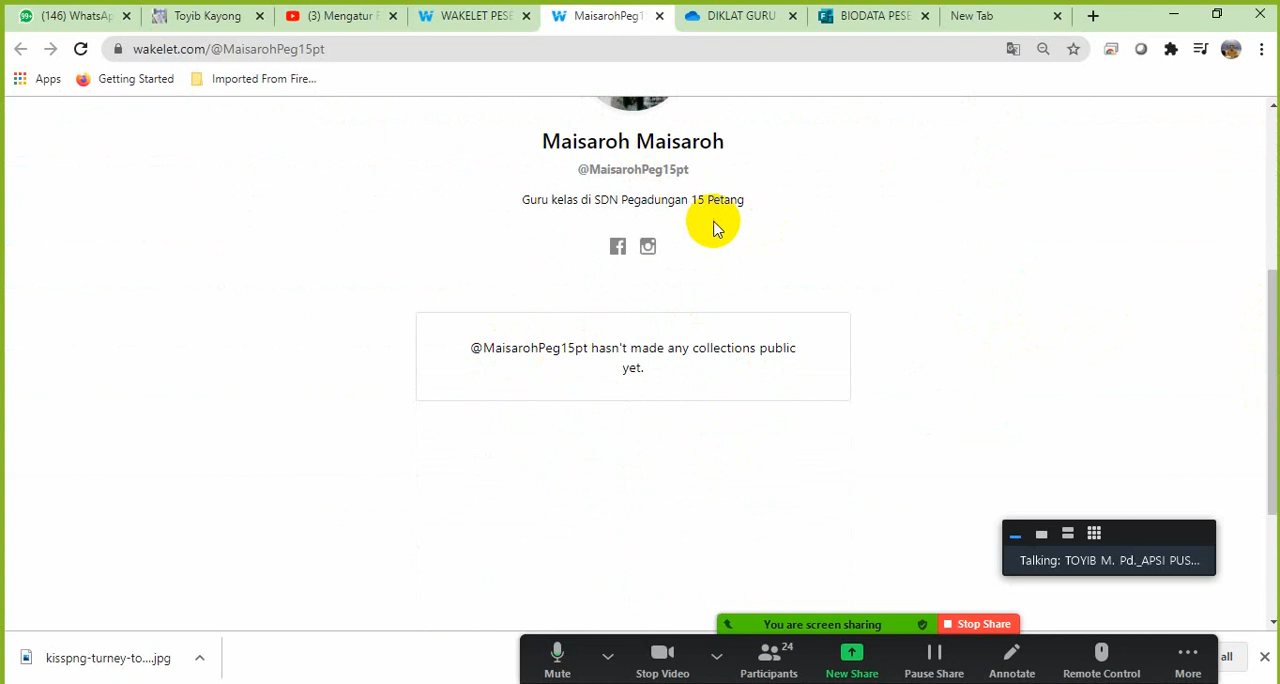 (146) WhatsAp
Toyib Kayong
(3) Mengatur F
WAKELET PESE
MaisarohPeg1
DIKLAT GURU
BIODATA PESE
New Tab
wakelet.com/@MaisarohPeg15pt
Apps
Getting Started
Imported From Fire...
Maisaroh Maisaroh
@MaisarohPeg15pt
Guru kelas di SDN Pegadungan 15 Petang
@MaisarohPeg15pt hasn't made any collections public
yet.
Talking: TOYIB M. Pd._APSI PUS...
You are screen sharing
Stop Share
kisspng-turney-to....jpg
Mute
Stop Video
24
Participants
New Share
Pause Share
Annotate
Remote Control
More
all